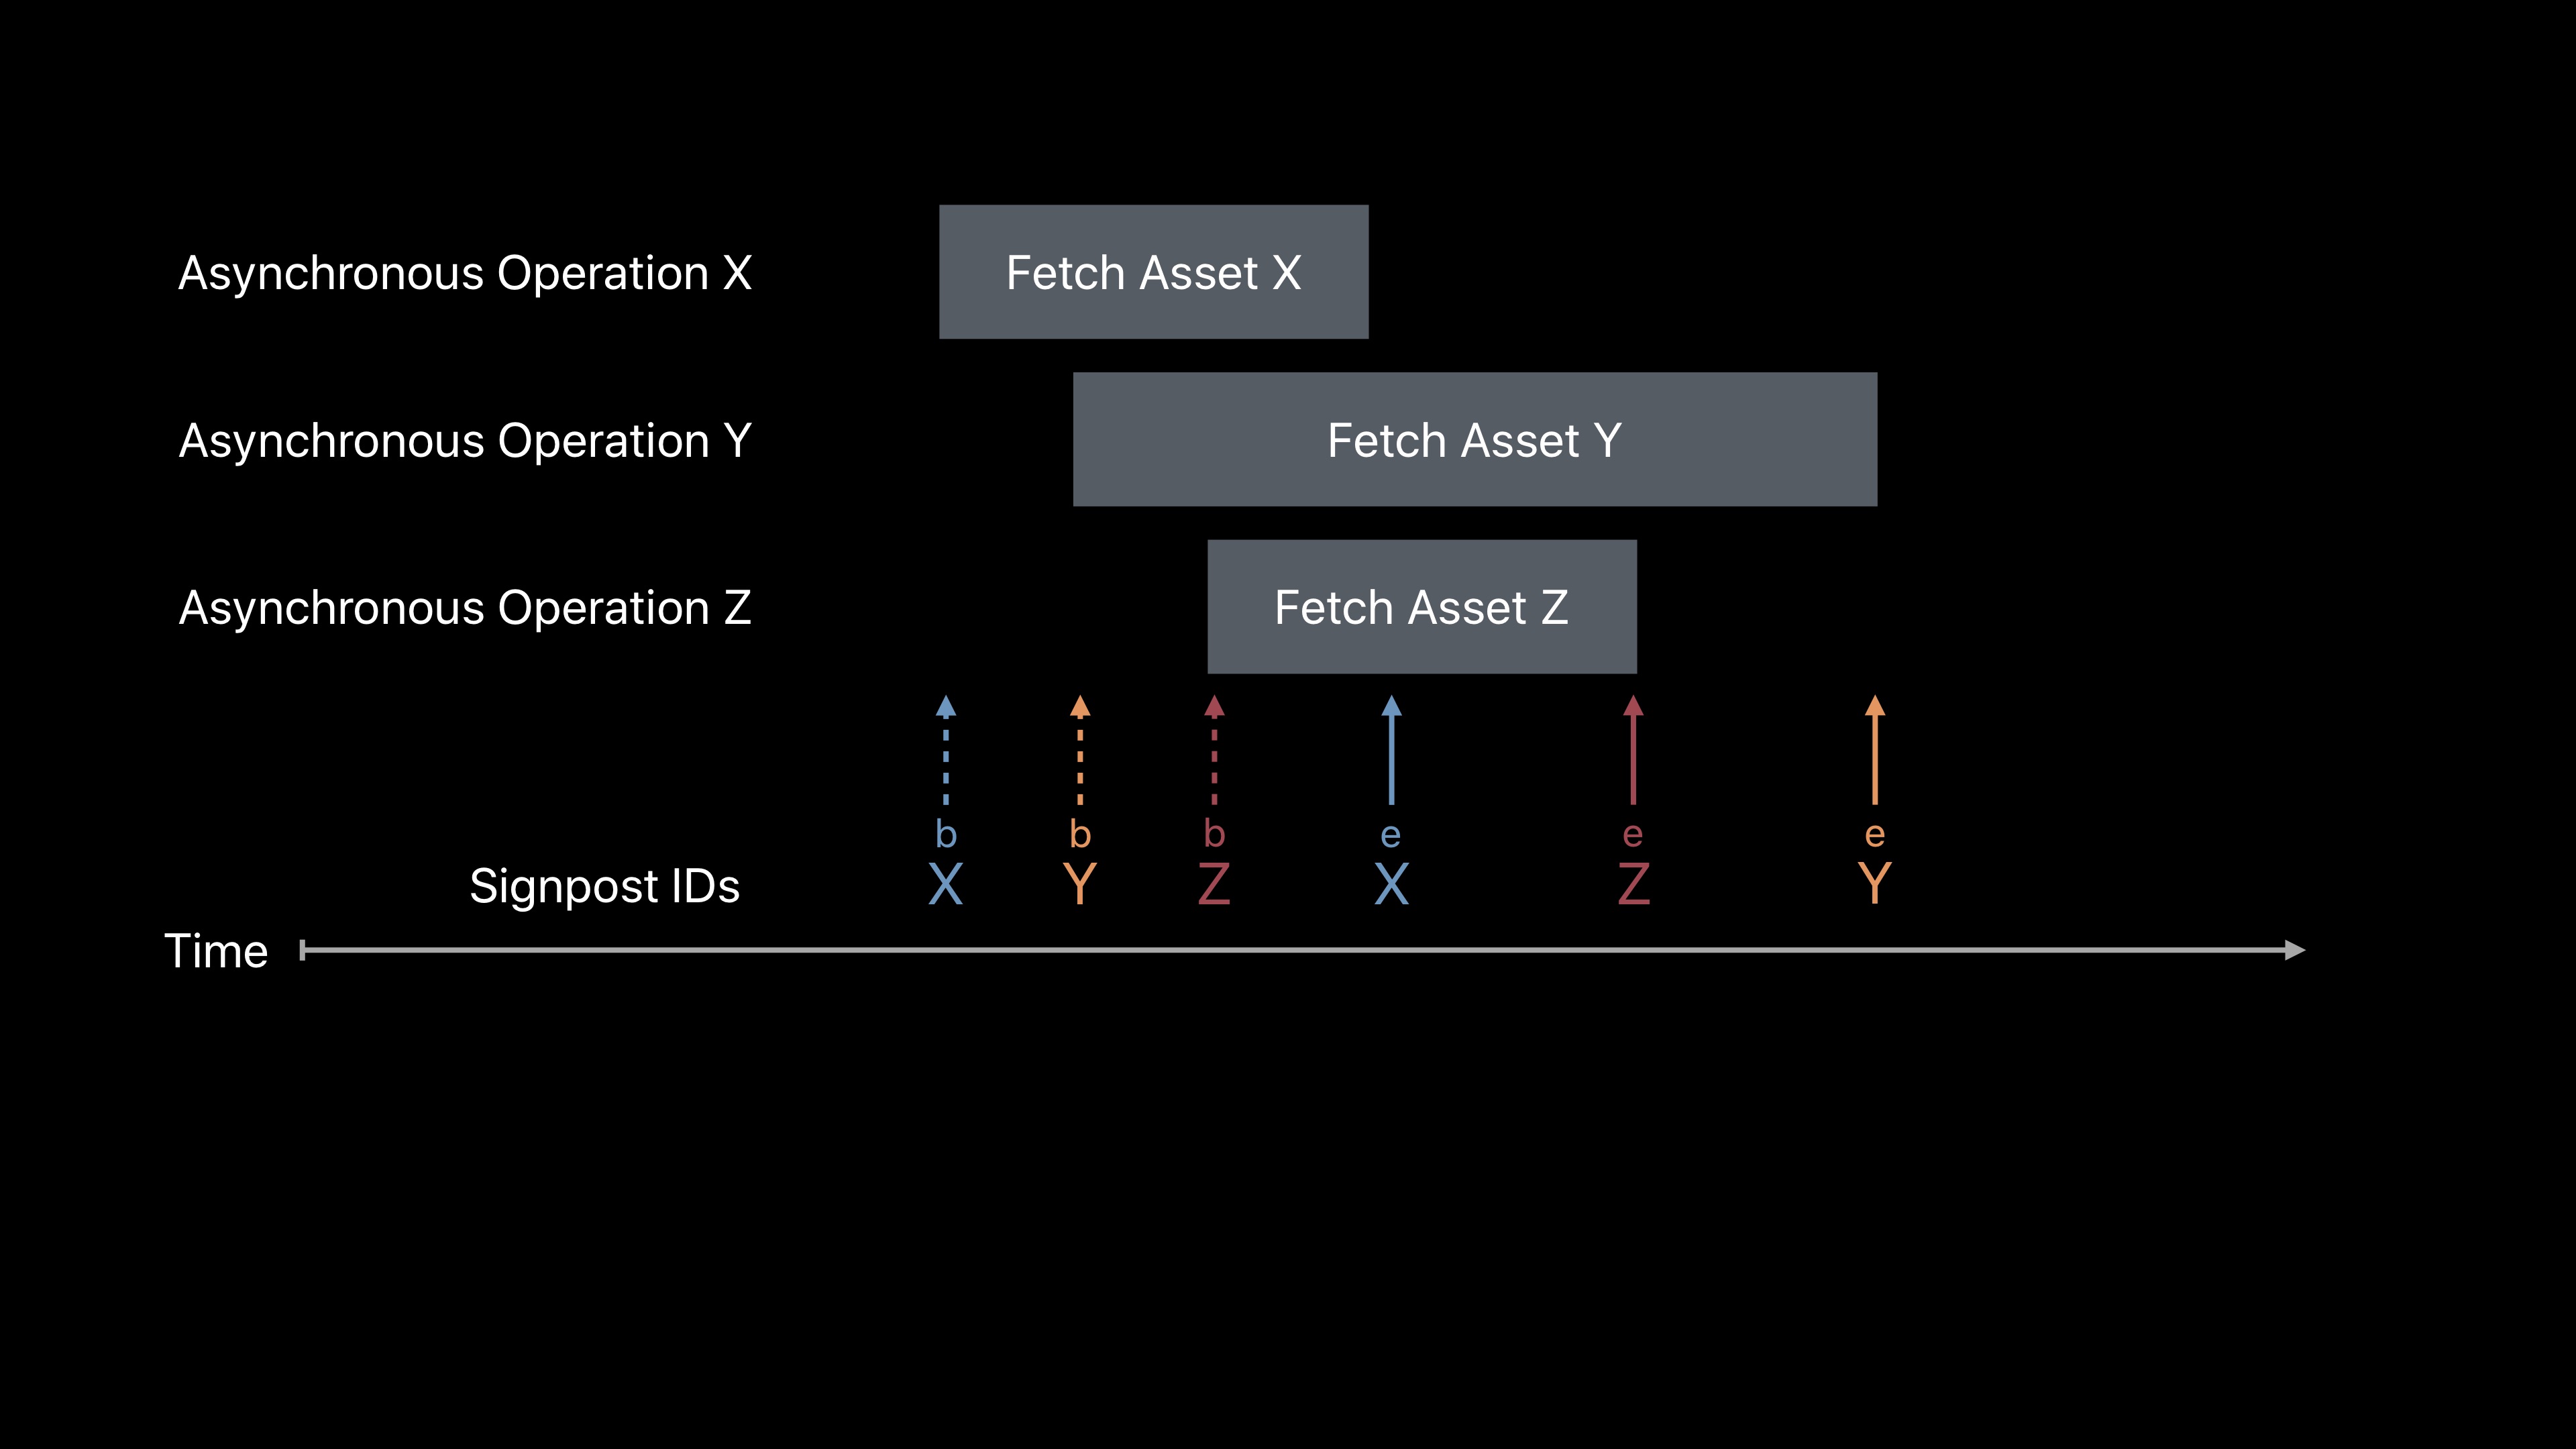 Asynchronous Operation X
Fetch Asset X
Asynchronous Operation Y
Fetch Asset Y
Asynchronous Operation Z
Fetch Asset Z
b b b e e e
Signpost IDs X Y Z X Z Y
Time